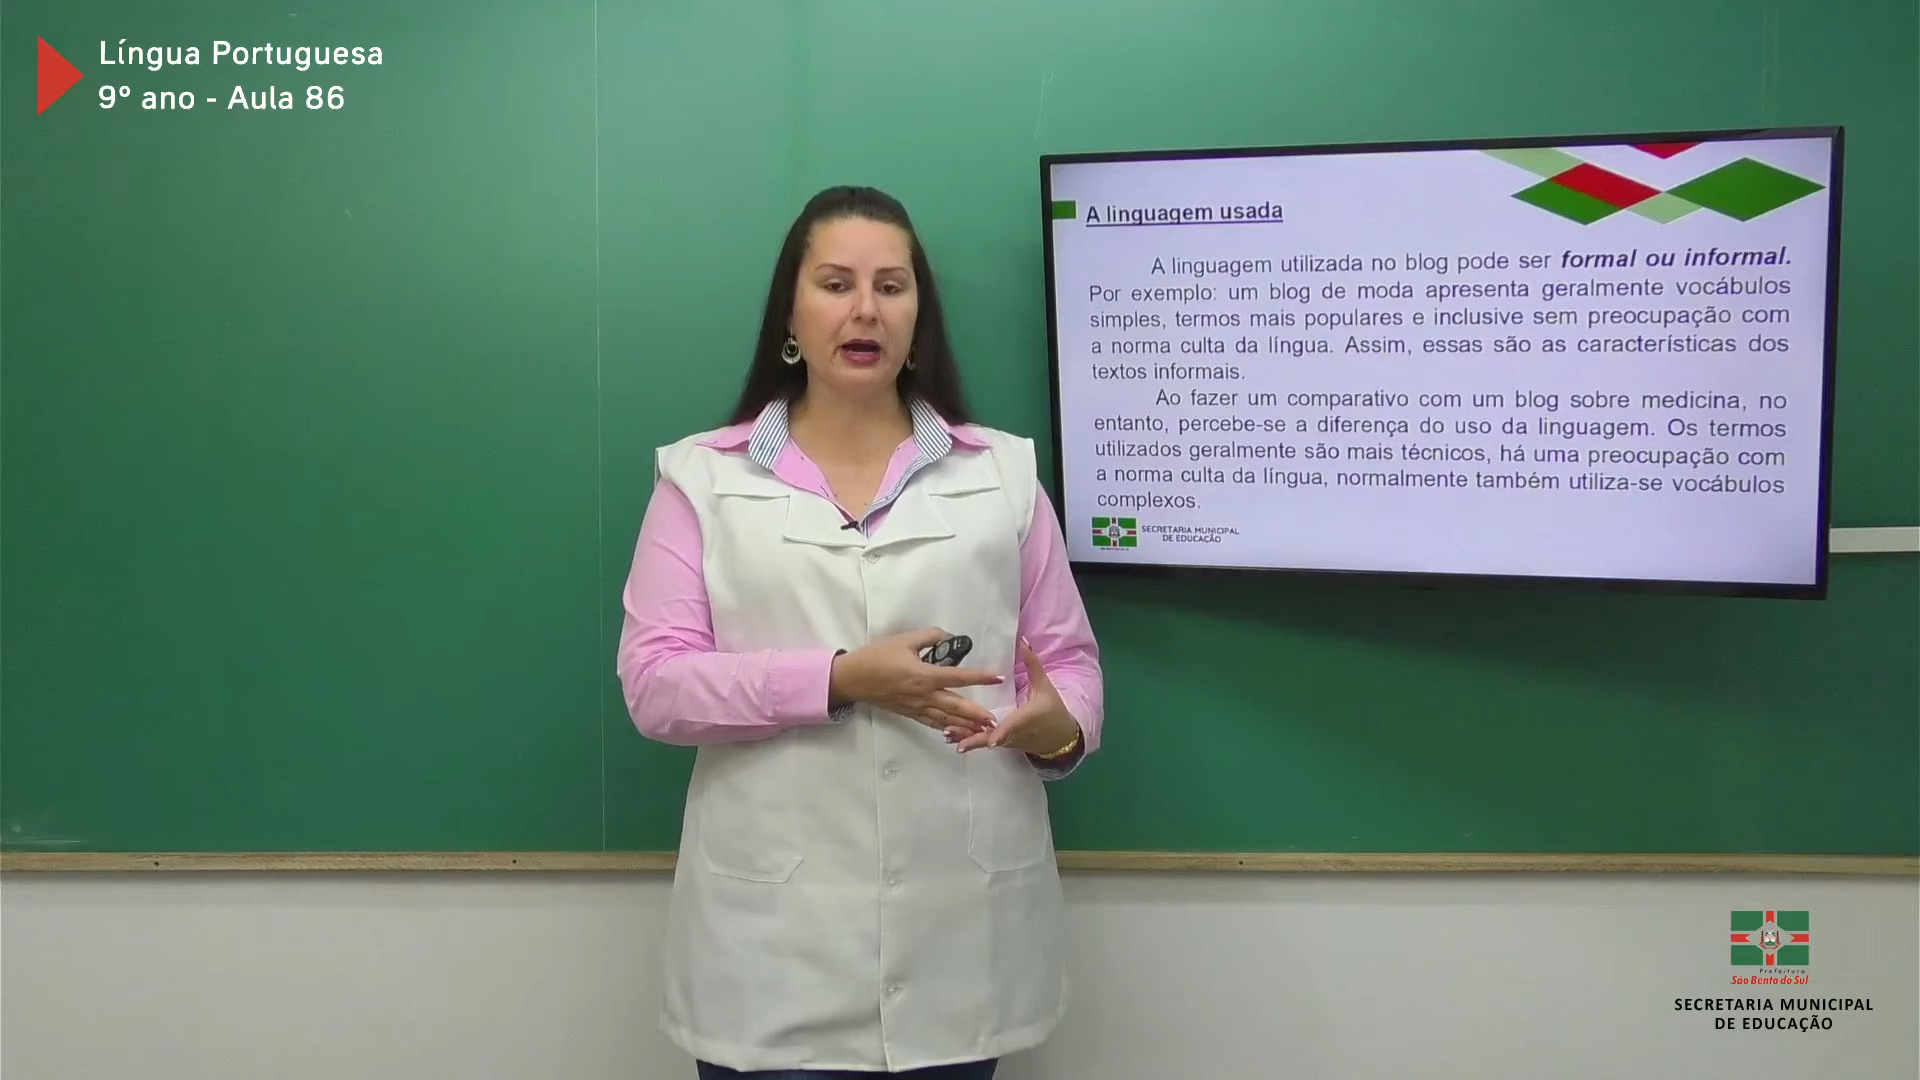 Língua Portuguesa
9º ano - Aula 86
A linguagem usada
A linguagem utilizada no blog pode ser formal ou informal.
Por exemplo: um blog de moda apresenta geralmente vocábulos
simples, termos mais populares e inclusive sem preocupação com
a norma culta da língua. Assim, essas são as características dos
textos informais.
Ao fazer um comparativo com um blog sobre medicina, no
entanto, percebe-se a diferença do uso da linguagem. Os termos
utilizados geralmente são mais técnicos, há uma preocupação com
a norma culta da língua, normalmente também utiliza-se vocábulos
complexos.
SECRETARIA MUNICIPAL
DE EDUCAÇÃO
Prefeitura
São Bento do Sul
SECRETARIA MUNICIPAL
DE EDUCAÇÃO